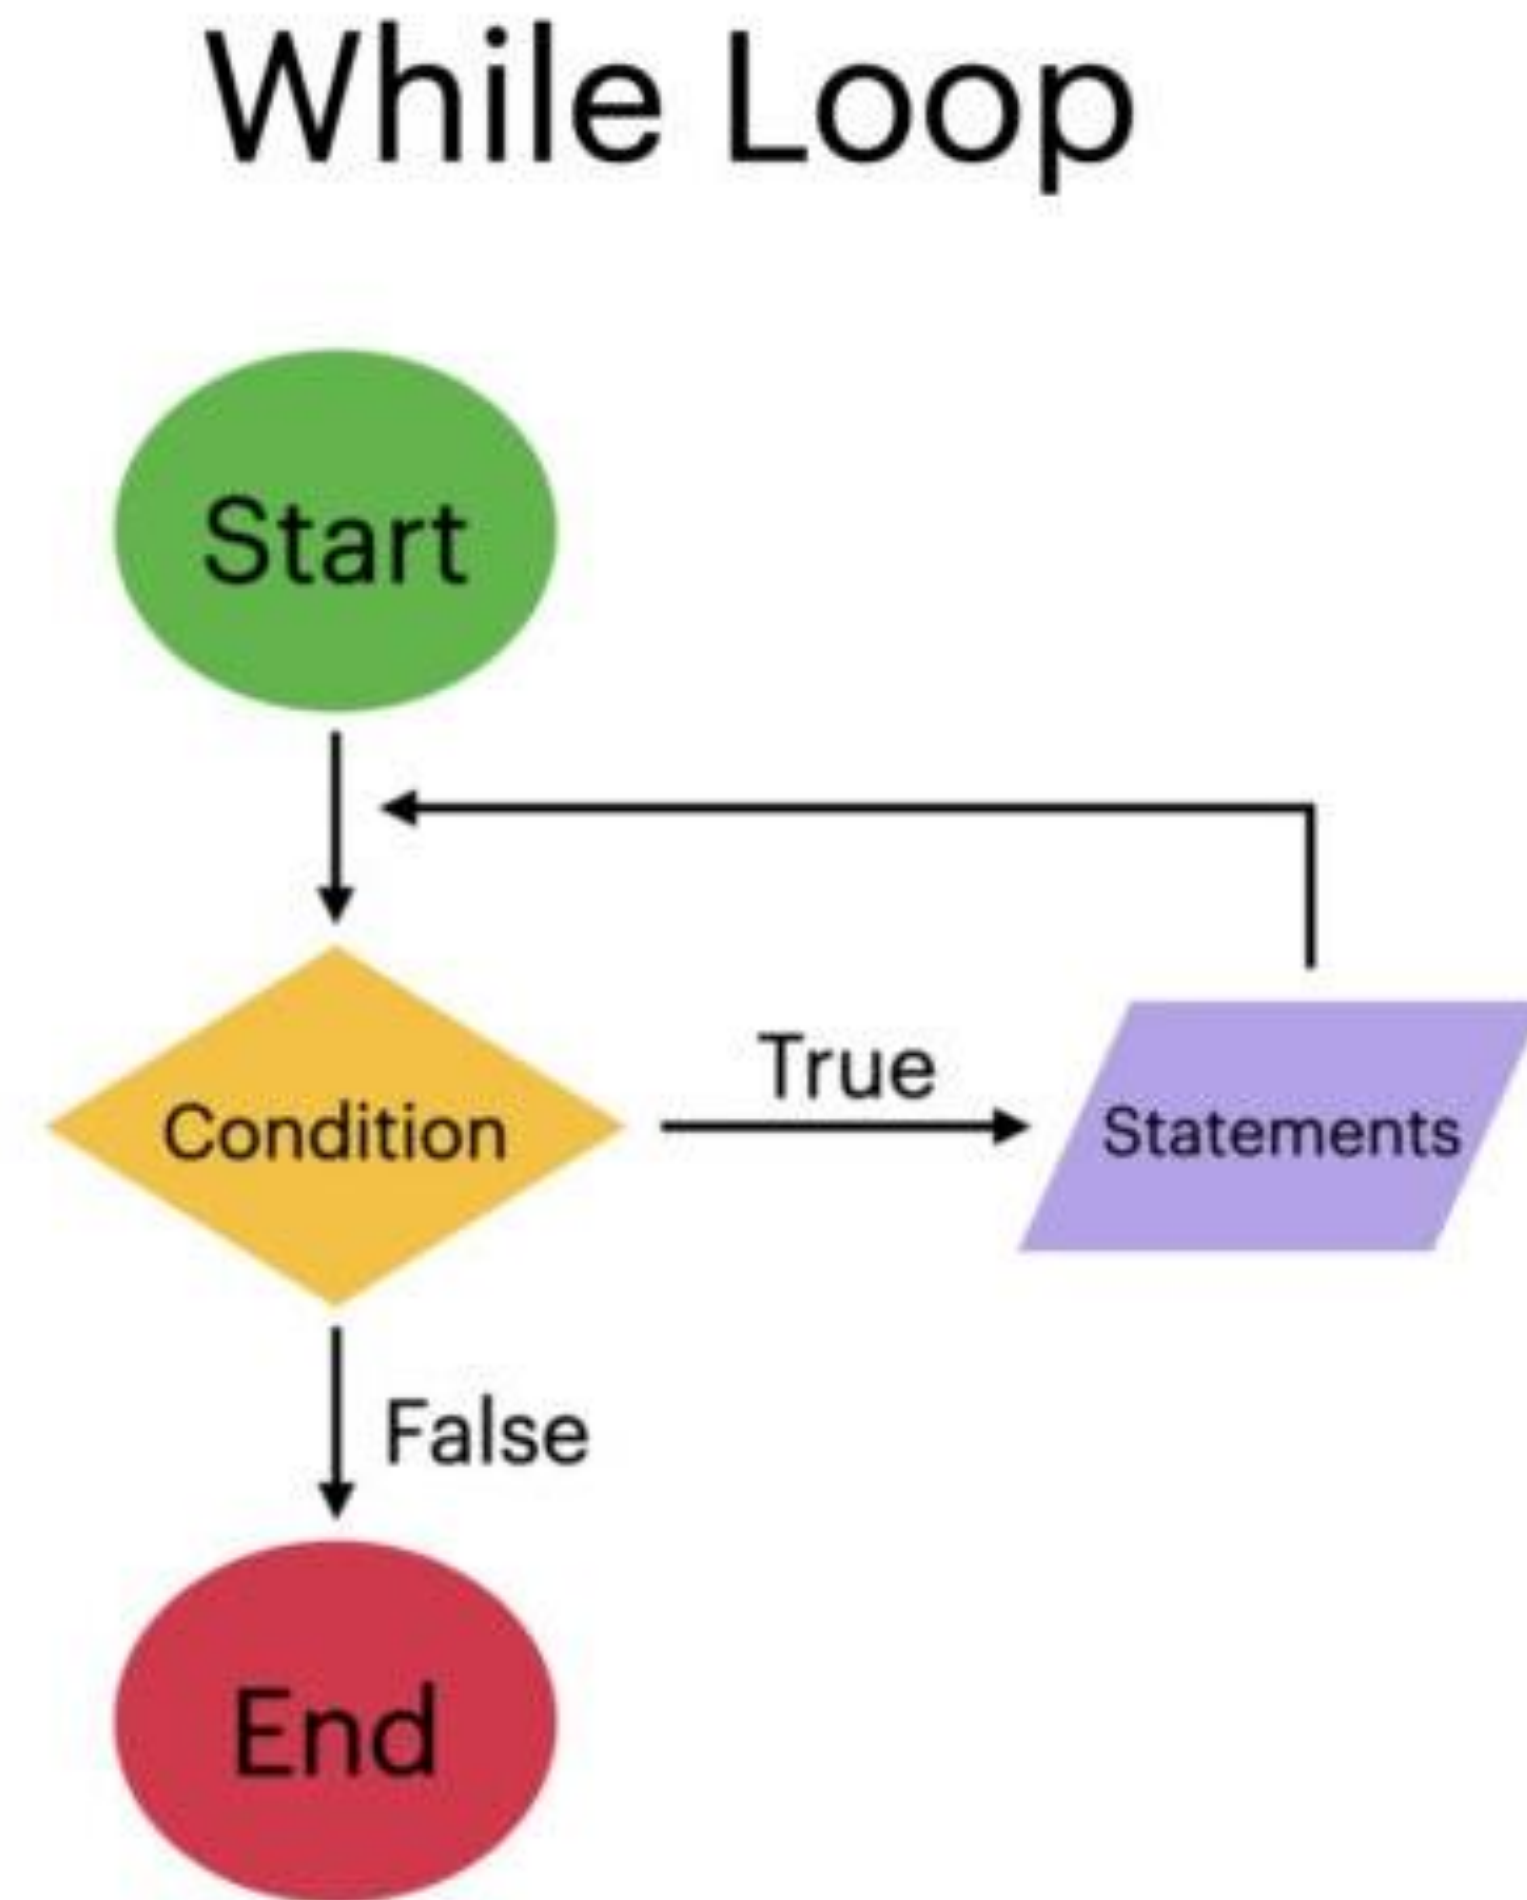 While Loop
Start
Condition
True
Statements
False
End